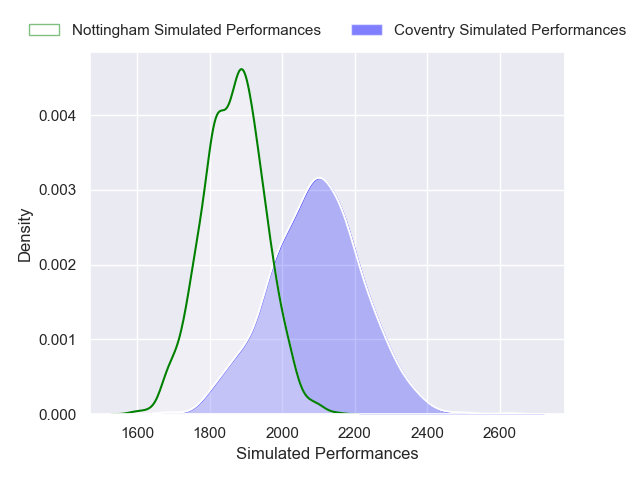 Nottingham Simulated Performances Coventry Simulated Performances
0.004
0.003
0.002
0.001
0.000
Density
1600 1800 2000 2200 2400 2600
Simulated Performances